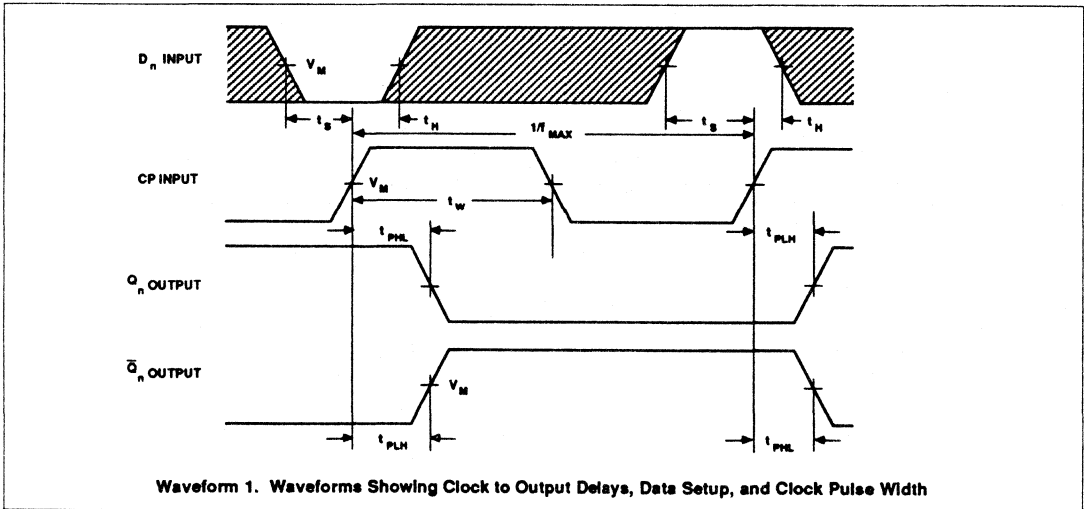 Dn INPUT
VM
tS
tH
1/fMAX
tS
tH
CP INPUT
VM
tW
tPHL
tPLH
Qn OUTPUT
Q̅n OUTPUT
VM
tPLH
tPHL
Waveform 1. Waveforms Showing Clock to Output Delays, Data Setup, and Clock Pulse Width